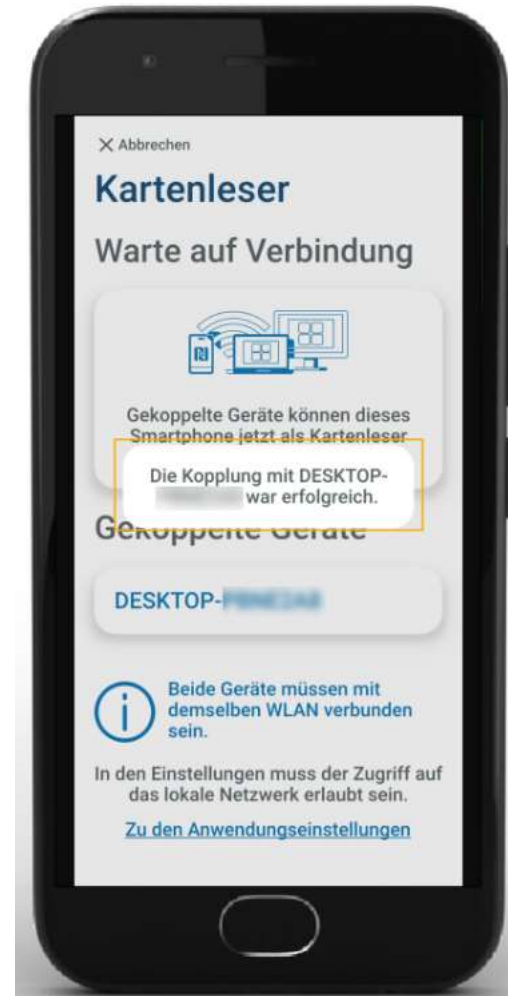 Abbrechen
Kartenleser
Warte auf Verbindung
Gekoppelte Geräte können dieses
Smartphone jetzt als Kartenleser
Die Kopplung mit DESKTOP-
war erfolgreich.
Gekoppelte Geräte
DESKTOP-
Beide Geräte müssen mit
demselben WLAN verbunden
sein.
In den Einstellungen muss der Zugriff auf
das lokale Netzwerk erlaubt sein.
Zu den Anwendungseinstellungen